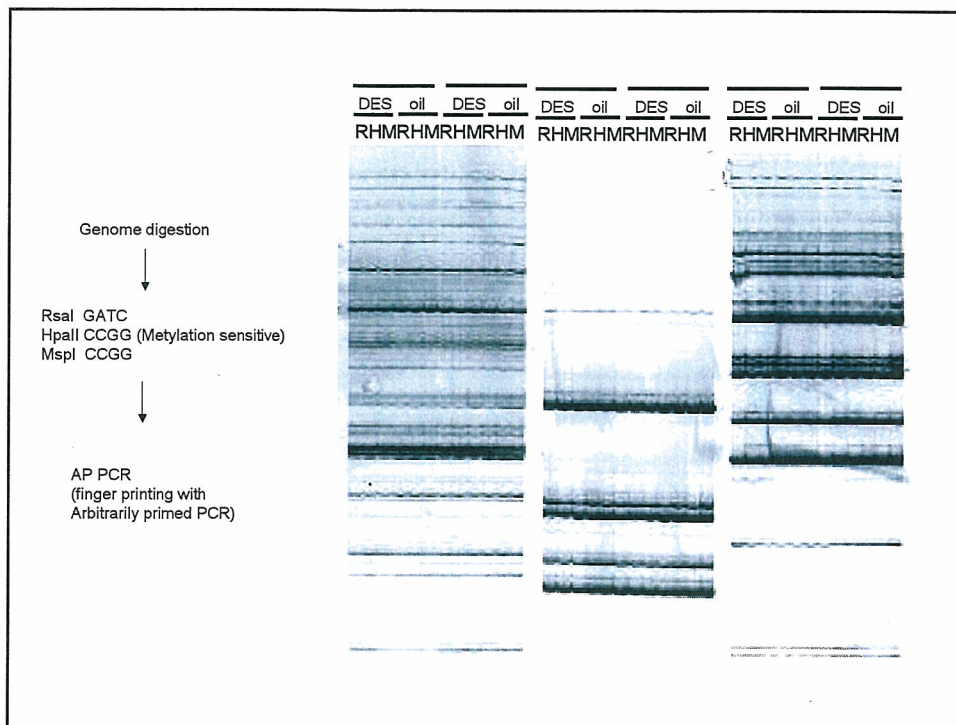 DES oil DES oil DES oil DES oil DES oil DES oil
RHMRHMRHMRHM RHMRHMRHMRHM RHMRHMRHMRHM
Genome digestion
RsaI GATC
HpaII CCGG (Metylation sensitive)
MspI CCGG
AP PCR
(finger printing with
Arbitrarily primed PCR)